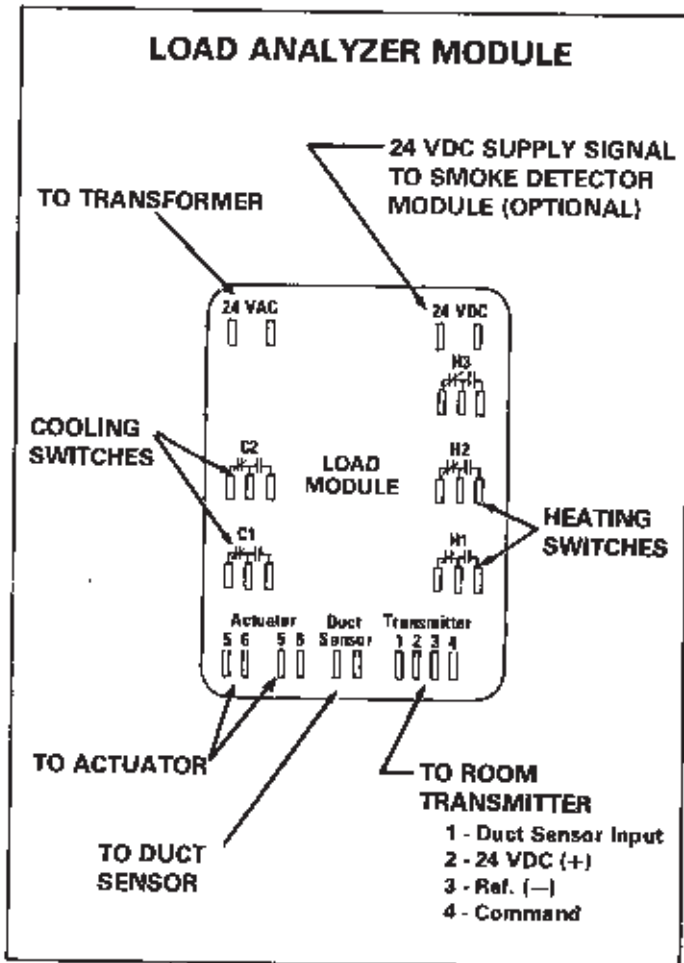 LOAD ANALYZER MODULE
24 VDC SUPPLY SIGNAL
TO SMOKE DETECTOR
MODULE (OPTIONAL)
TO TRANSFORMER
24 VAC
24 VDC
H3
COOLING
SWITCHES
C2
LOAD
MODULE
H2
HEATING
SWITCHES
C1
H1
Actuator
Duct
Sensor
Transmitter
5 6 5 6
1 2 3 4
TO ACTUATOR
TO DUCT
SENSOR
TO ROOM
TRANSMITTER
1 - Duct Sensor Input
2 - 24 VDC (+)
3 - Ref. (—)
4 - Command